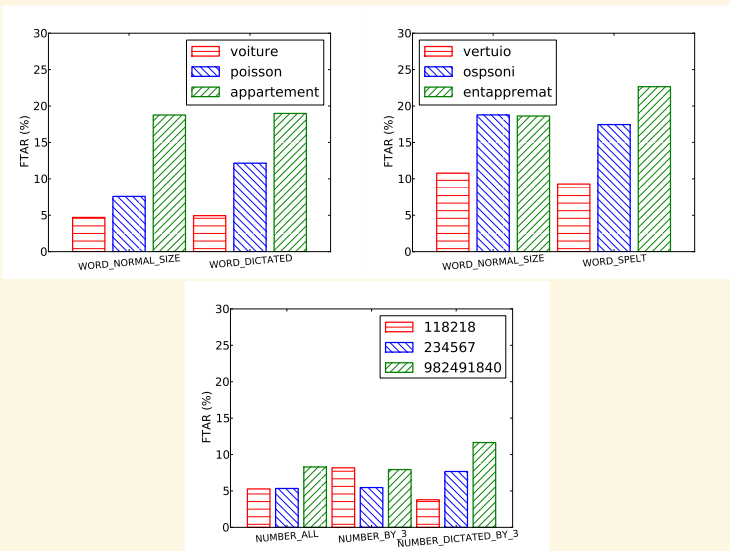 30
25
20
15
10
5
0
FTAR (%)
voiture
poisson
appartement
WORD_NORMAL_SIZE WORD_DICTATED
30
25
20
15
10
5
0
FTAR (%)
vertuio
ospsoni
entappremat
WORD_NORMAL_SIZE WORD_SPELT
30
25
20
15
10
5
0
FTAR (%)
118218
234567
982491840
NUMBER_ALL NUMBER_BY_3 NUMBER_DICTATED_BY_3